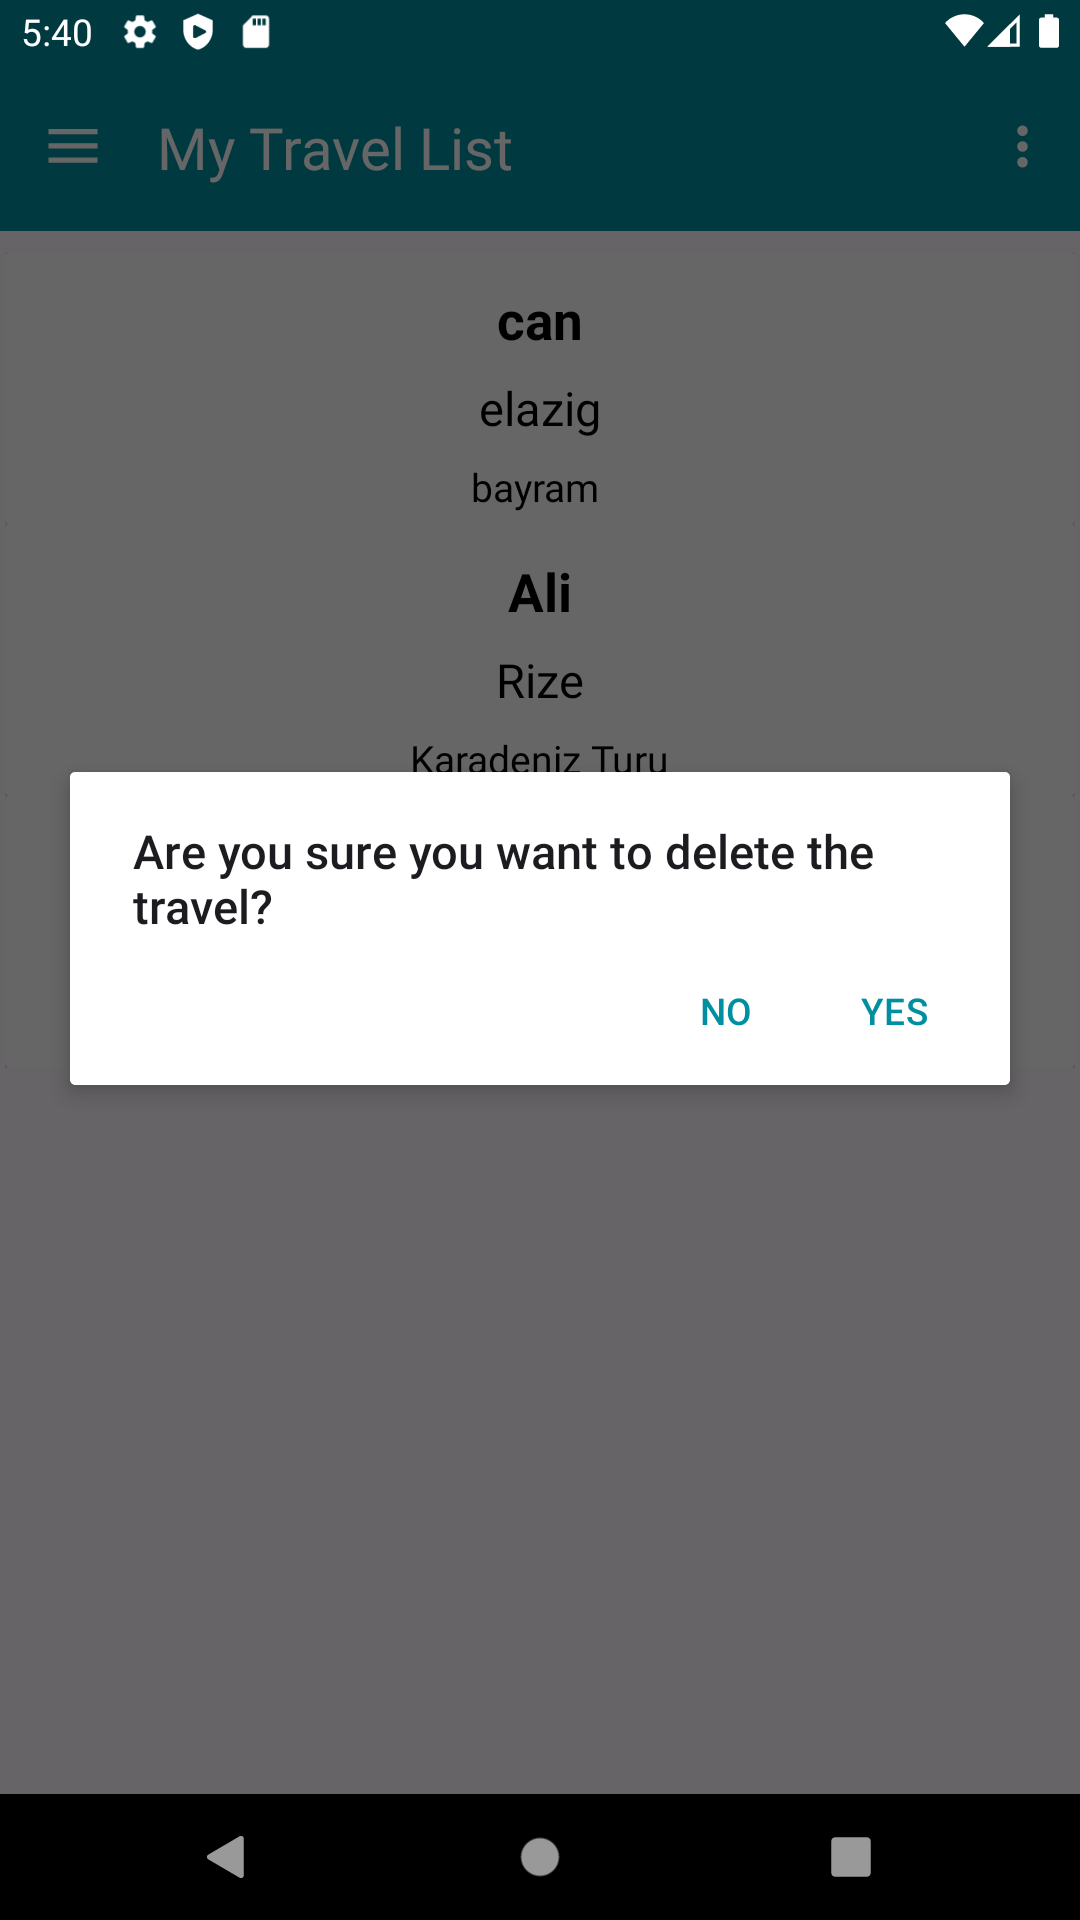 5:40
My Travel List
can
elazig
bayram
Ali
Rize
Karadeniz Turu
Are you sure you want to delete the
travel?
NO YES